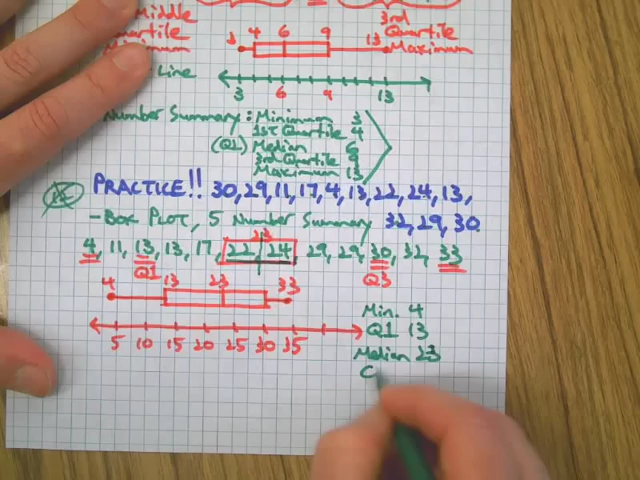 Middle
3rd
Quartile
Quartile
Maximum
3 4 6 9 13
Maximum
Line
3 6 9 13
Number Summary: Minimum 3
1st Quartile 4
(Q1) Median 6
3rd Quartile 9
Maximum 13
PRACTICE!! 30, 29, 11, 17, 4, 13, 22, 24, 13,
- Box PLOT, 5 Number Summary 32, 29, 30.
23
4, 11, 13, 13, 17, 22, 24 29, 29, 30, 32, 33
Q1 Q3
4 13 23 33
5 10 15 20 25 30 35
Min. 4
Q1 13
Median 23